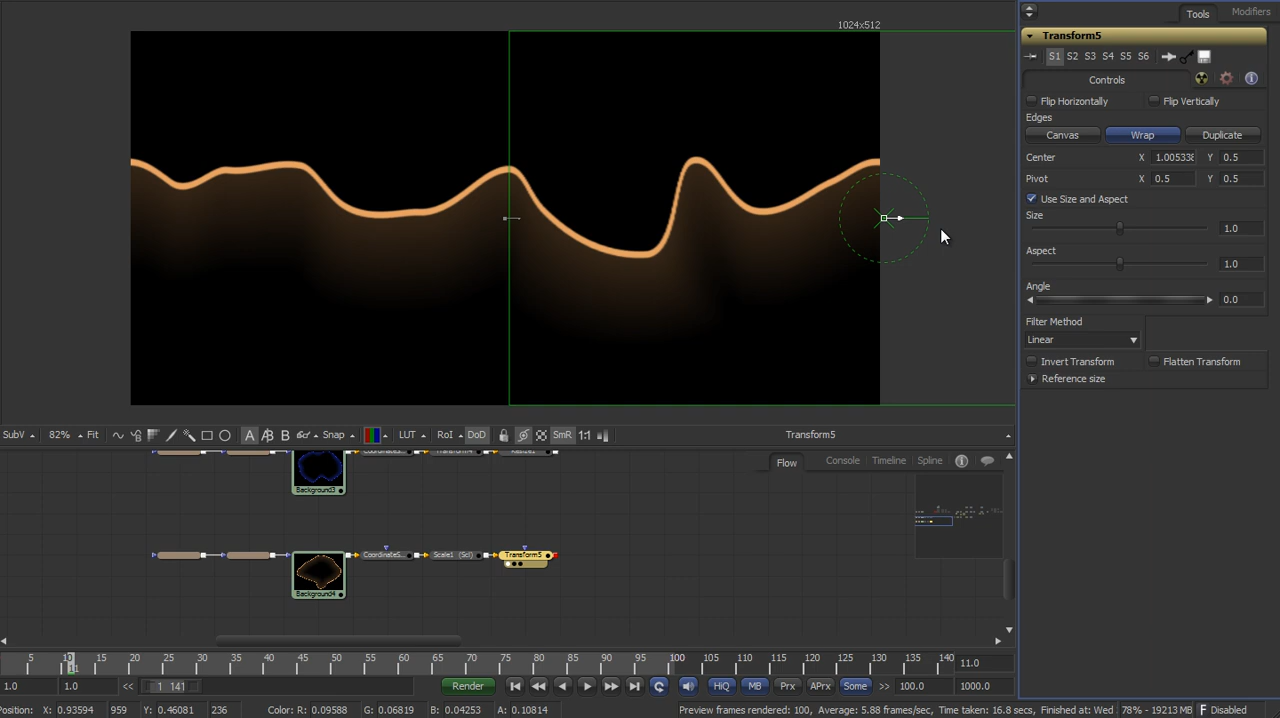 1024x512
Tools Modifiers
Transform5
S1 S2 S3 S4 S5 S6
Controls
Flip Horizontally Flip Vertically
Edges
Canvas Wrap Duplicate
Center X 1.005338 Y 0.5
Pivot X 0.5 Y 0.5
Use Size and Aspect
Size
1.0
Aspect
1.0
Angle
0.0
Filter Method
Linear
Invert Transform Flatten Transform
Reference size
SubV 82% Fit A B Snap LUT RoI DoD SmR 1:1 Transform5
Flow Console Timeline Spline
Background3
CoordinateS... Scale1 (Scl) Transform5
Background4
5 10 15 20 25 30 35 40 45 50 55 60 65 70 75 80 85 90 95 100 105 110 115 120 125 130 135 140
11
11.0
1.0 1.0 << 1 141 Render HiQ MB Prx APrx Some >> 100.0 1000.0
Position: X: 0.93594 959 Y: 0.46081 236 Color: R: 0.09588 G: 0.06819 B: 0.04253 A: 0.10814 Preview frames rendered: 100, Average: 5.88 frames/sec, Time taken: 16.8 secs, Finished at: Wed 78% - 19213 MB F Disabled